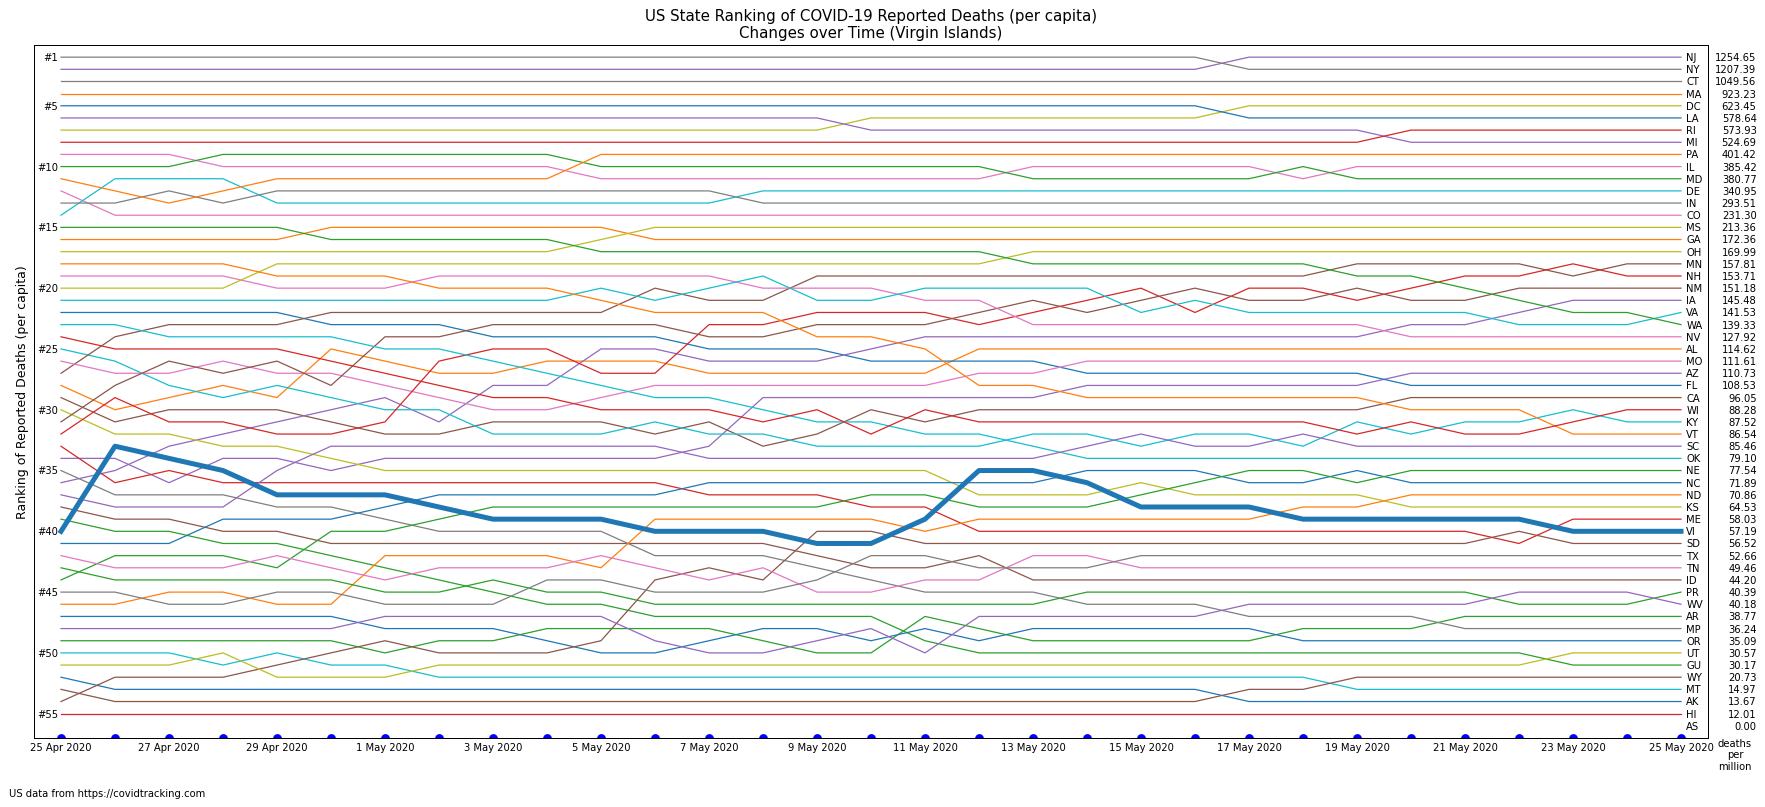 US State Ranking of COVID-19 Reported Deaths (per capita)
Changes over Time (Virgin Islands)
Ranking of Reported Deaths (per capita)
#1
#5
#10
#15
#20
#25
#30
#35
#40
#45
#50
#55
NJ 1254.65
NY 1207.39
CT 1049.56
MA 923.23
DC 623.45
LA 578.64
RI 573.93
MI 524.69
PA 401.42
IL 385.42
MD 380.77
DE 340.95
IN 293.51
CO 231.30
MS 213.36
GA 172.36
OH 169.99
MN 157.81
NH 153.71
NM 151.18
IA 145.48
VA 141.53
WA 139.33
NV 127.92
AL 114.62
MO 111.61
AZ 110.73
FL 108.53
CA 96.05
WI 88.28
KY 87.52
VT 86.54
SC 85.46
OK 79.10
NE 77.54
NC 71.89
ND 70.86
KS 64.53
ME 58.03
VI 57.19
SD 56.52
TX 52.66
TN 49.46
ID 44.20
PR 40.39
WV 40.18
AR 38.77
MP 36.24
OR 35.09
UT 30.57
GU 30.17
WY 20.73
MT 14.97
AK 13.67
HI 12.01
AS 0.00
25 Apr 2020 27 Apr 2020 29 Apr 2020 1 May 2020 3 May 2020 5 May 2020 7 May 2020 9 May 2020 11 May 2020 13 May 2020 15 May 2020 17 May 2020 19 May 2020 21 May 2020 23 May 2020 25 May 2020
deaths
per
million
US data from https://covidtracking.com